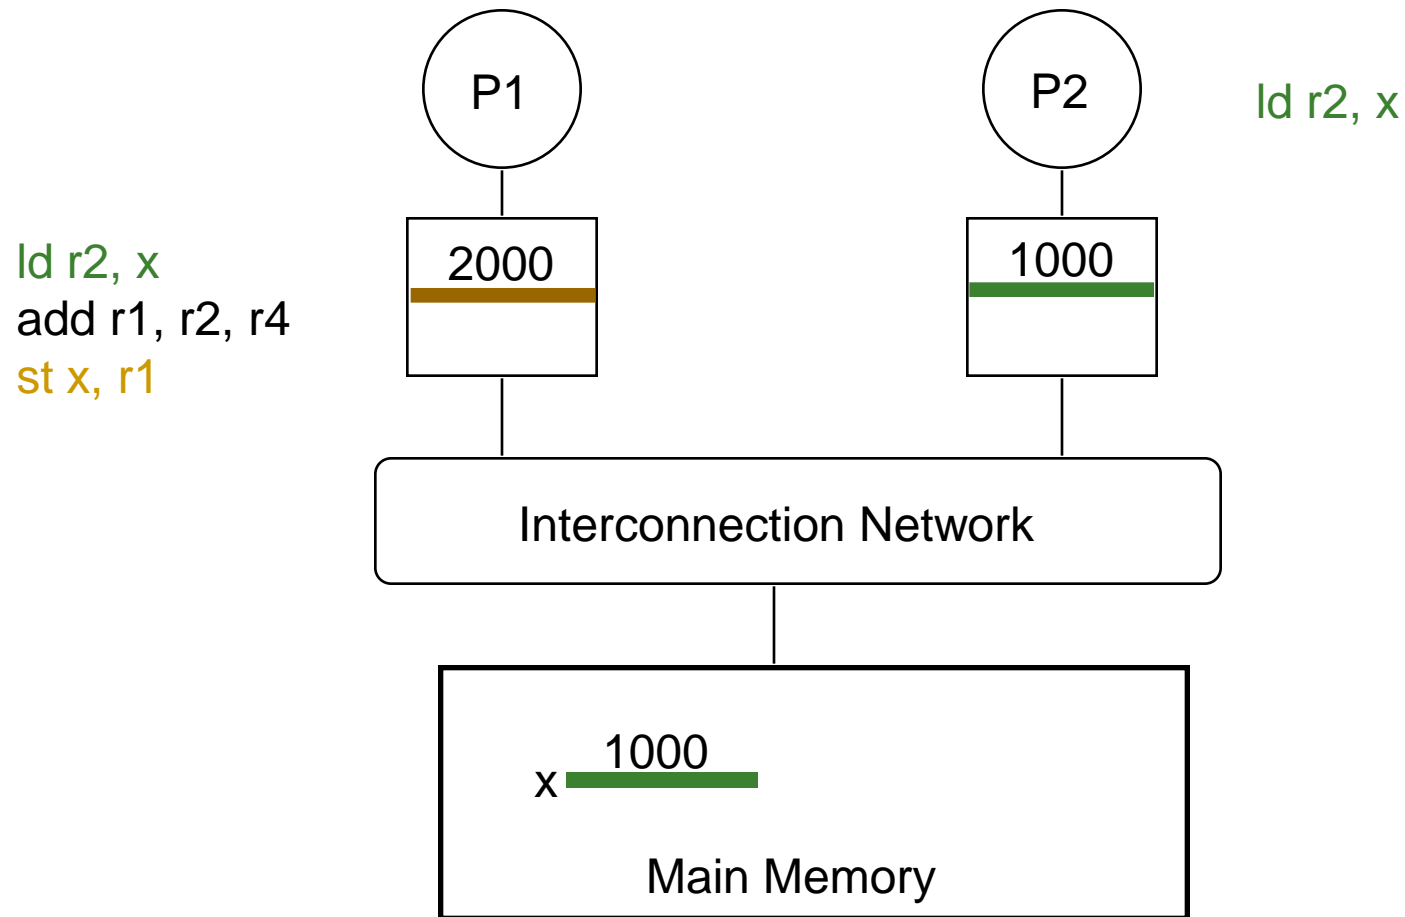 P1
P2
ld r2, x
2000
1000
ld r2, x
add r1, r2, r4
st x, r1
Interconnection Network
1000
x
Main Memory